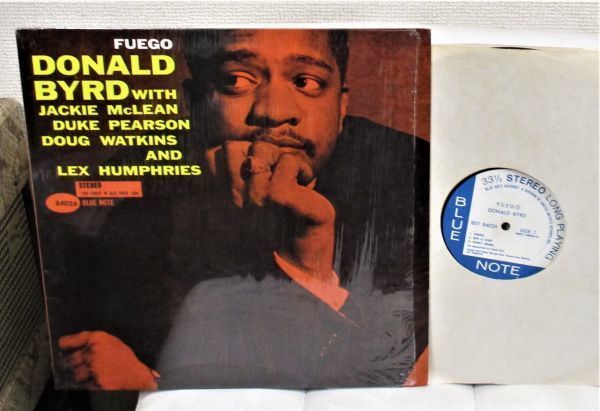 FUEGO
DONALD
BYRD WITH
JACKIE McLEAN
DUKE PEARSON
DOUG WATKINS
AND
LEX HUMPHRIES
STEREO
84026 BLUE NOTE
33⅓ STEREO LONG PLAYING
BLUE
NOTE
FUEGO
DONALD BYRD
BST 84026
SIDE 1